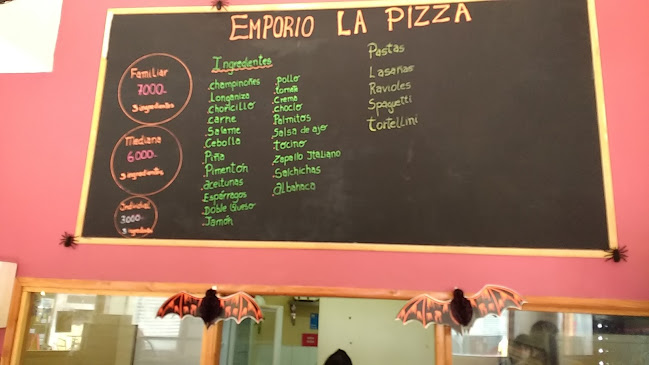 EMPORIO LA PIZZA
Familiar
7000-
3 ingredientes
Mediana
6000-
3 ingredientes
Individual
3000-
3 ingredientes
Ingredientes
.champiñones
.Longaniza
.choricillo
.carne
.Salame
.Cebolla
.Piña
.Pimentón
.aceitunas
.Espárragos
.Doble Queso
.Jamón
.pollo
.tomate
.Crema
.choclo
.Palmitos
.Salsa de ajo
.tocino
.Zapallo Italiano
.Salchichas
.albahaca
Pastas
Lasañas
Ravioles
Spaguetti
Tortellini